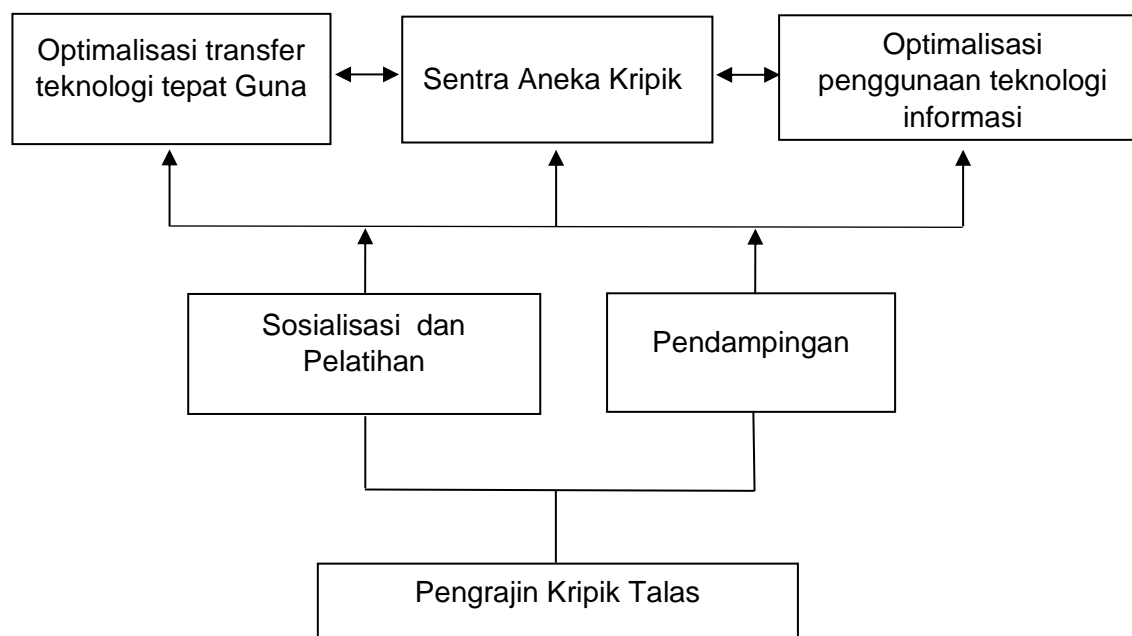 Optimalisasi transfer
teknologi tepat Guna
Sentra Aneka Kripik
Optimalisasi
penggunaan teknologi
informasi
Sosialisasi dan
Pelatihan
Pendampingan
Pengrajin Kripik Talas